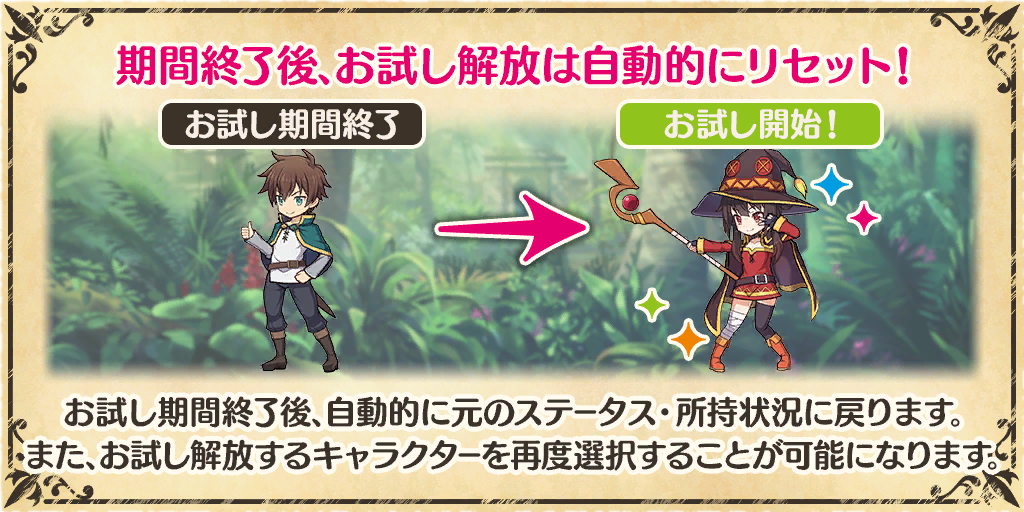 期間終了後、お試し解放は自動的にリセット！
お試し期間終了
お試し開始！
お試し期間終了後、自動的に元のステータス・所持状況に戻ります。
また、お試し解放するキャラクターを再度選択することが可能になります。